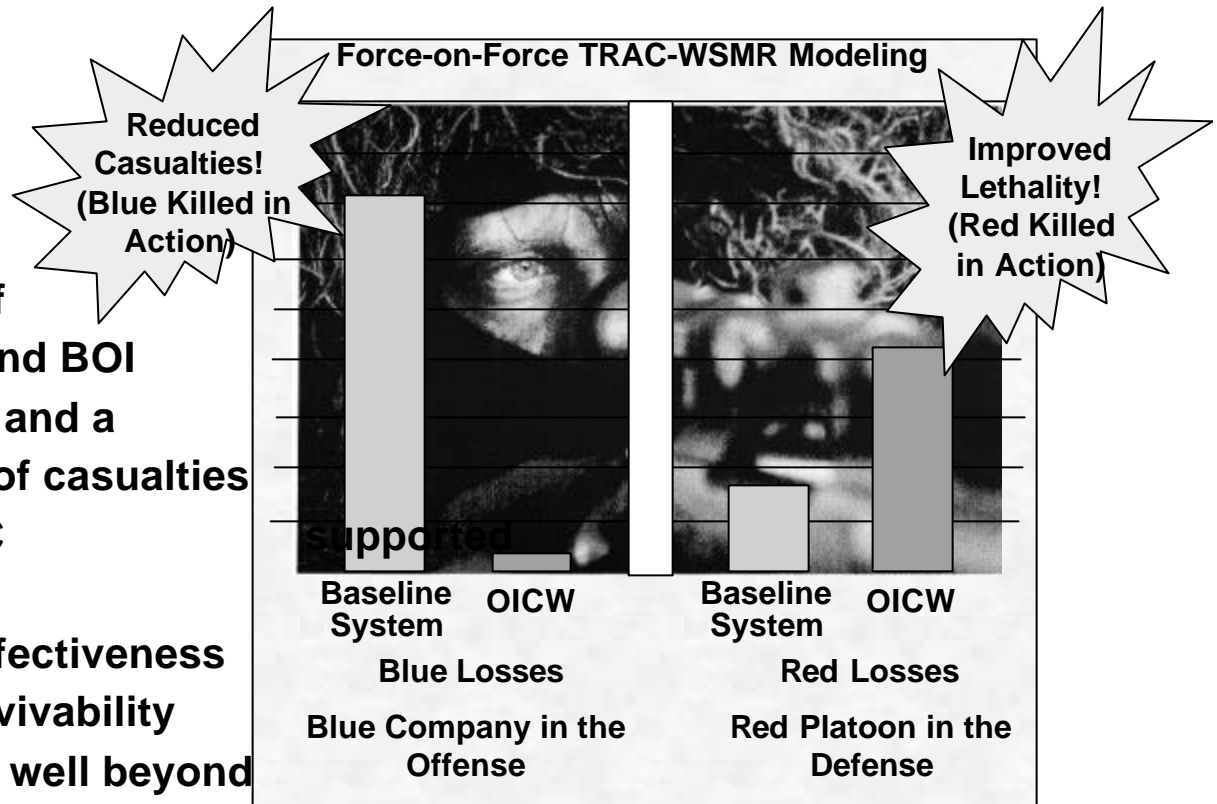 Force-on-Force TRAC-WSMR Modeling
Reduced
Casualties!
(Blue Killed in
Action)
Improved
Lethality!
(Red Killed
in Action)
nd BOI
and a
of casualties
supported
fectiveness
vivability
well beyond
Baseline
System
OICW
Baseline
System
OICW
Blue Losses
Red Losses
Blue Company in the
Offense
Red Platoon in the
Defense